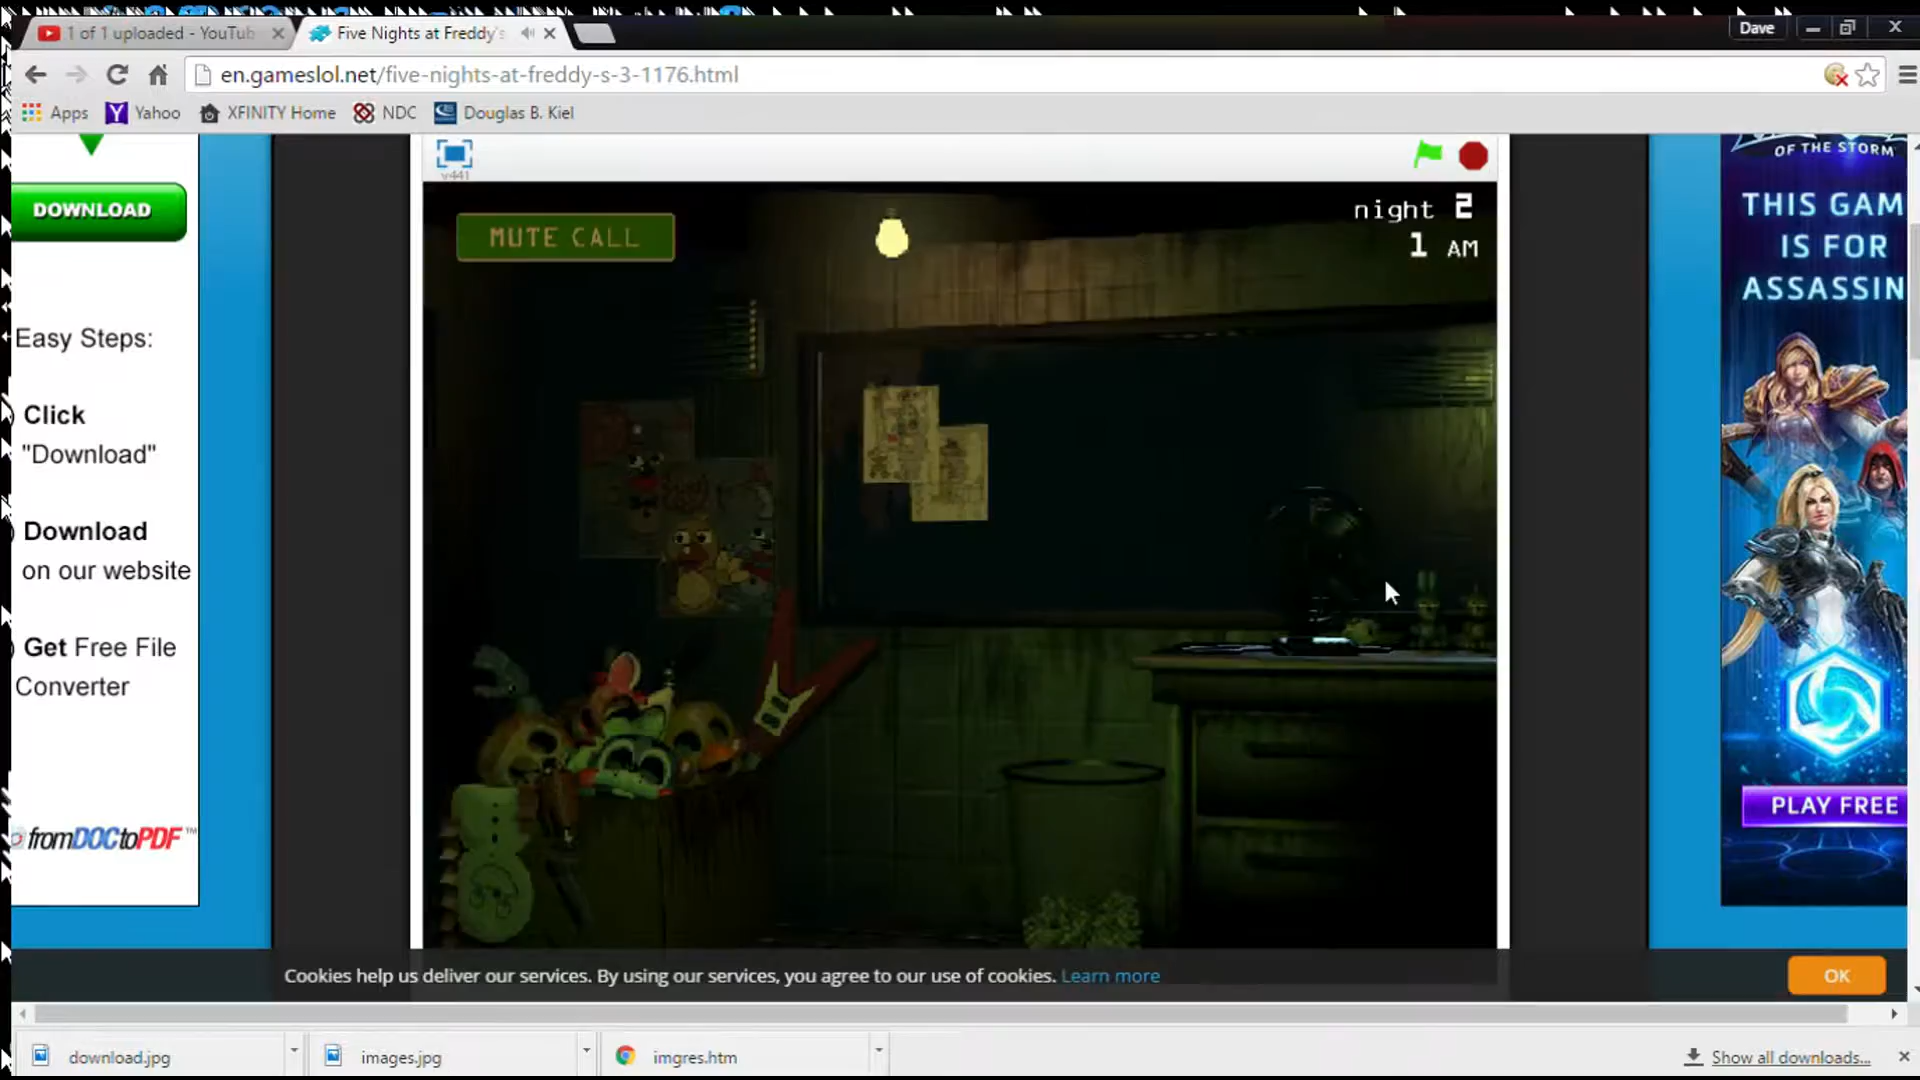 1 of 1 uploaded - YouTub
Five Nights at Freddy's
Dave
en.gameslol.net/five-nights-at-freddy-s-3-1176.html
Apps
Yahoo
XFINITY Home
NDC
Douglas B. Kiel
v441
OF THE STORM
DOWNLOAD
MUTE CALL
night 2
1 AM
THIS GAM
IS FOR
ASSASSIN
Easy Steps:
Click
"Download"
Download
on our website
Get Free File
Converter
fromDOCtoPDF™
PLAY FREE
Cookies help us deliver our services. By using our services, you agree to our use of cookies. Learn more
OK
download.jpg
images.jpg
imgres.htm
Show all downloads...